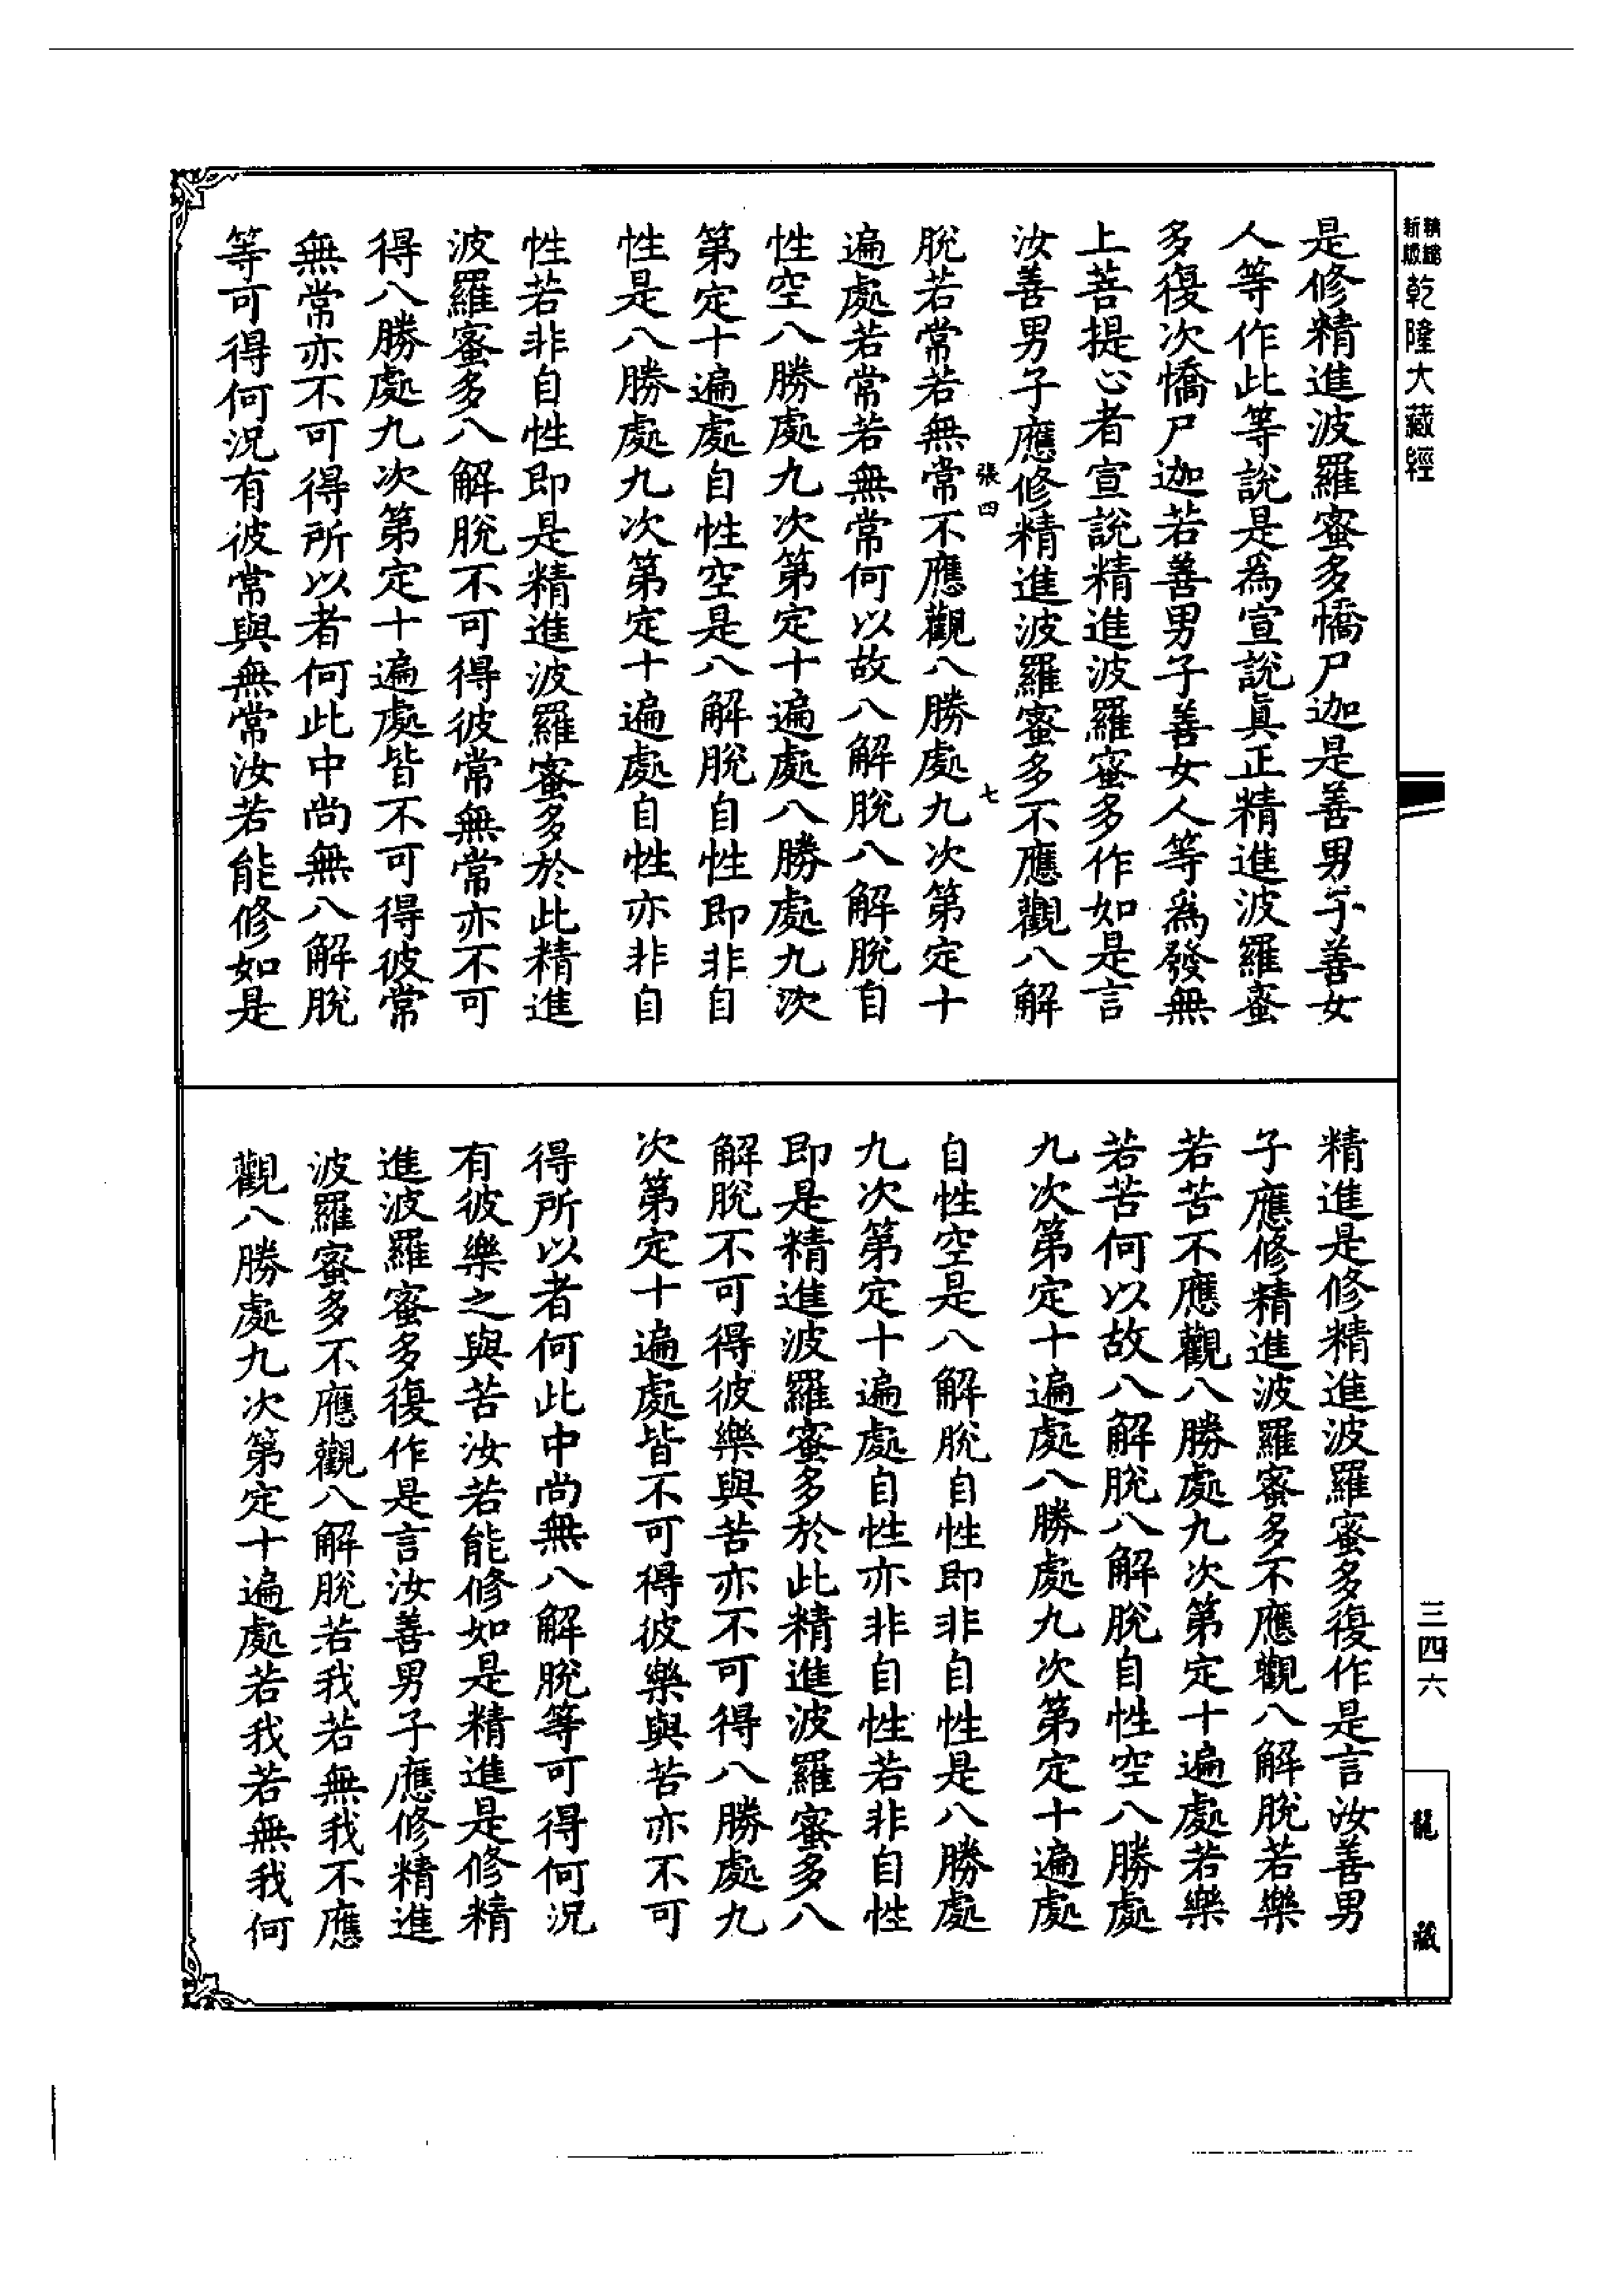 新版
乾隆大藏經
三四六
龍藏
是修精進波羅蜜多憍尸迦是善男子善女
人等作此等說是為宣說真正精進波羅蜜
多復次憍尸迦若善男子善女人等為發無
上菩提心者宣說精進波羅蜜多作如是言
汝善男子應修精進波羅蜜多不應觀八解
張四 七
脫若常若無常不應觀八勝處九次第定十
遍處若常若無常何以故八解脫八解脫自
性空八勝處九次第定十遍處八勝處九次
第定十遍處自性空是八解脫自性即非自
性是八勝處九次第定十遍處自性亦非自
性若非自性即是精進波羅蜜多於此精進
波羅蜜多八解脫不可得彼常無常亦不可
得八勝處九次第定十遍處皆不可得彼常
無常亦不可得所以者何此中尚無八解脫
等可得何況有彼常與無常汝若能修如是
精進是修精進波羅蜜多復作是言汝善男
子應修精進波羅蜜多不應觀八解脫若樂
若苦不應觀八勝處九次第定十遍處若樂
若苦何以故八解脫八解脫自性空八勝處
九次第定十遍處八勝處九次第定十遍處
自性空是八解脫自性即非自性是八勝處
九次第定十遍處自性亦非自性若非自性
即是精進波羅蜜多於此精進波羅蜜多八
解脫不可得彼樂與苦亦不可得八勝處九
次第定十遍處皆不可得彼樂與苦亦不可
得所以者何此中尚無八解脫等可得何況
有彼樂之與苦汝若能修如是精進是修精
進波羅蜜多復作是言汝善男子應修精進
波羅蜜多不應觀八解脫若我若無我不應
觀八勝處九次第定十遍處若我若無我何